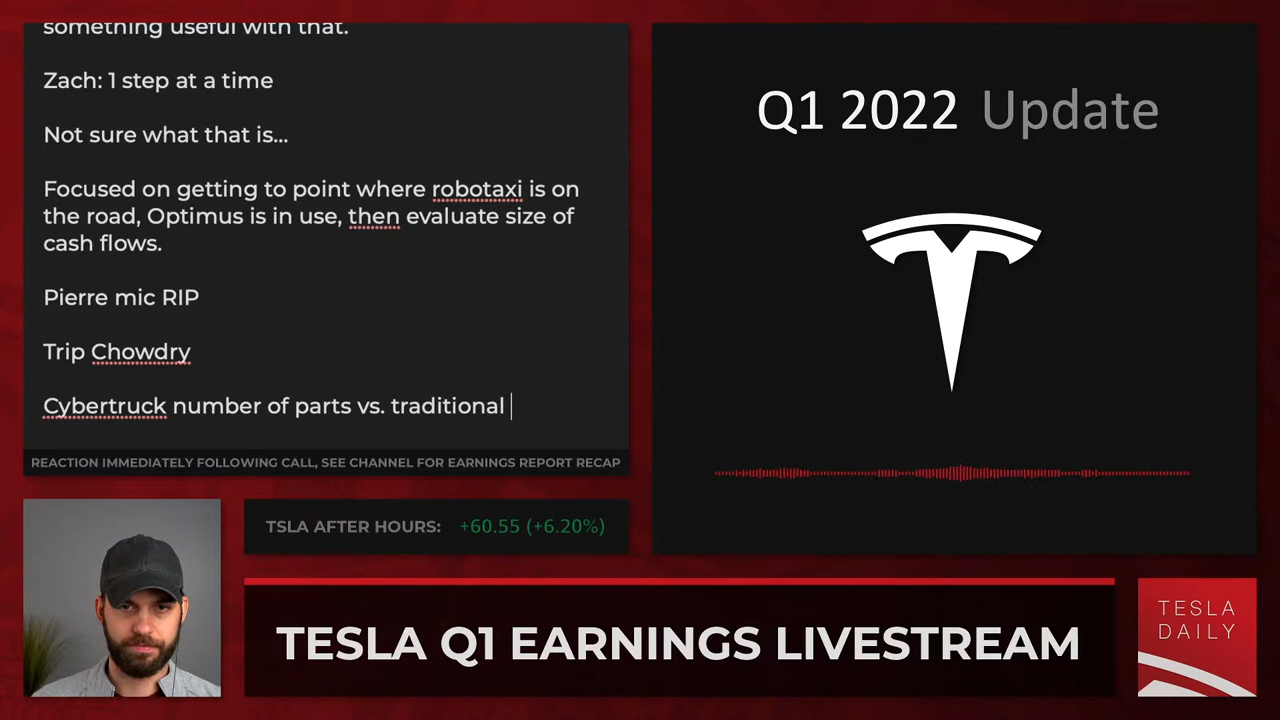 something useful with that.
Zach: 1 step at a time
Not sure what that is...
Focused on getting to point where robotaxi is on
the road, Optimus is in use, then evaluate size of
cash flows.
Pierre mic RIP
Trip Chowdry
Cybertruck number of parts vs. traditional
REACTION IMMEDIATELY FOLLOWING CALL, SEE CHANNEL FOR EARNINGS REPORT RECAP
Q1 2022 Update
TSLA AFTER HOURS: +60.55 (+6.20%)
TESLA Q1 EARNINGS LIVESTREAM
TESLA
DAILY